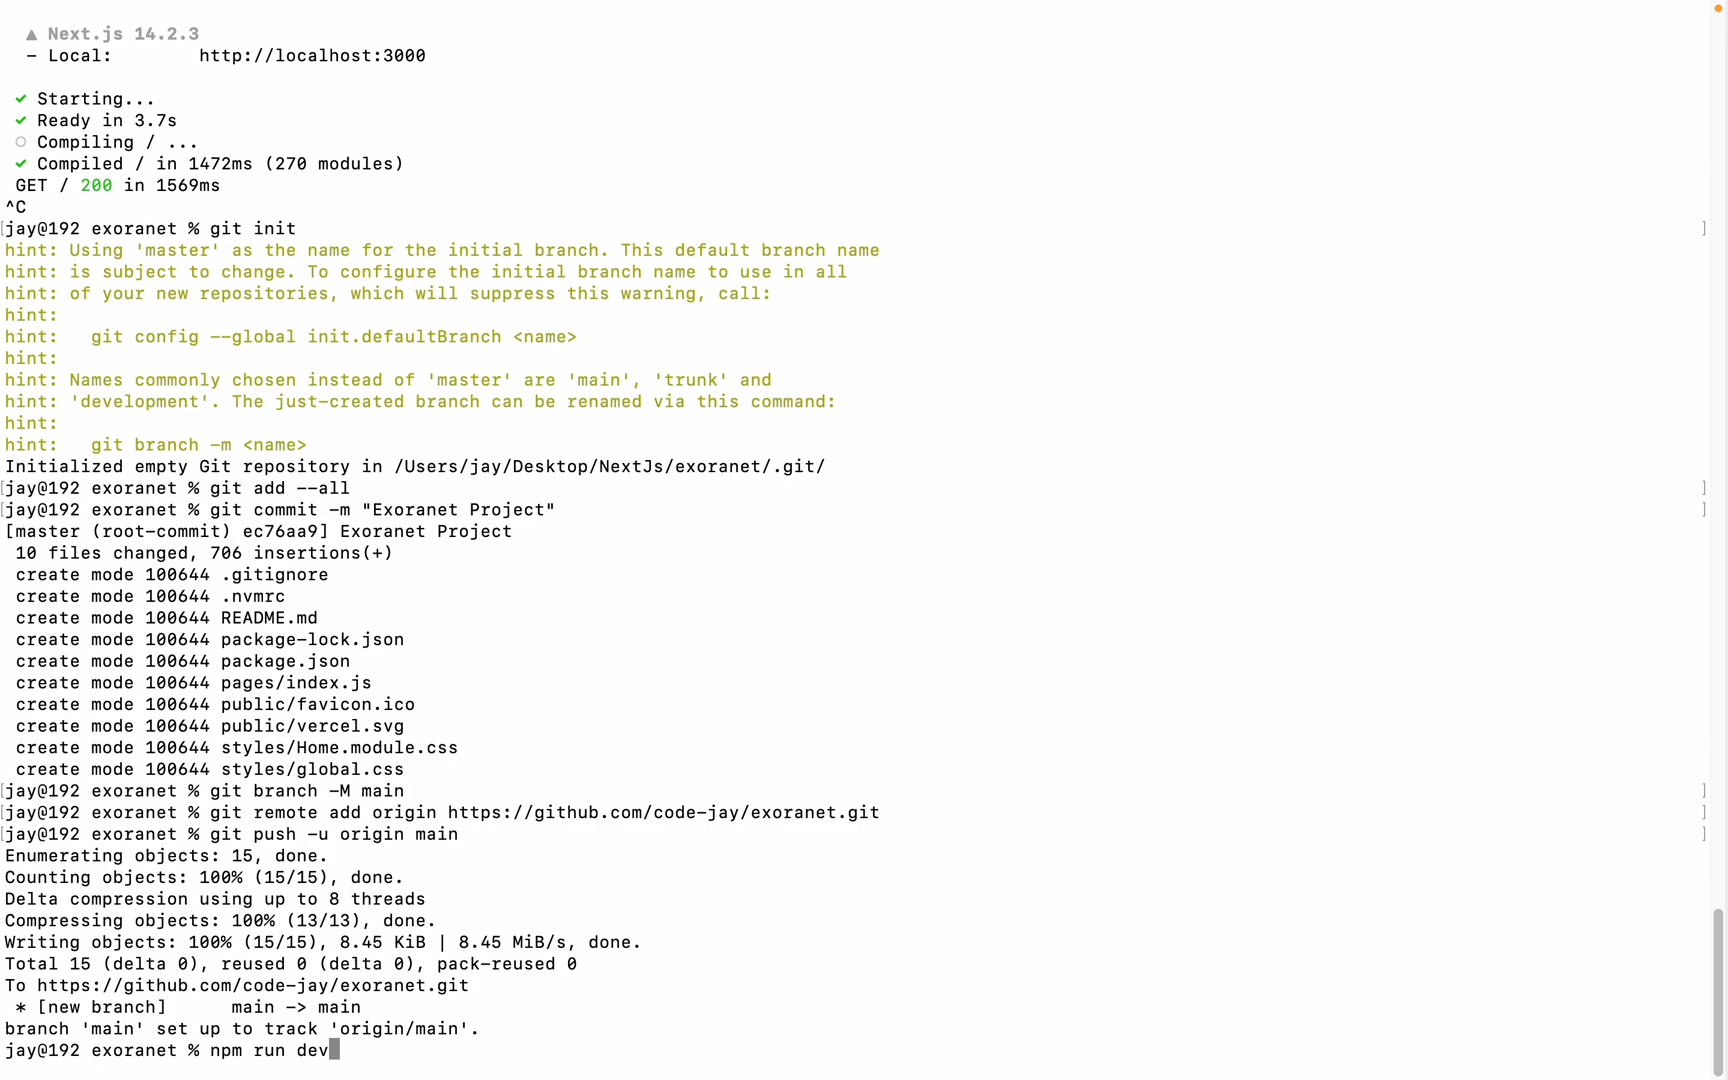 ▲ Next.js 14.2.3
- Local:        http://localhost:3000
✓ Starting...
✓ Ready in 3.7s
○ Compiling / ...
✓ Compiled / in 1472ms (270 modules)
GET / 200 in 1569ms
^C
[jay@192 exoranet % git init ]
hint: Using 'master' as the name for the initial branch. This default branch name
hint: is subject to change. To configure the initial branch name to use in all
hint: of your new repositories, which will suppress this warning, call:
hint:
hint:   git config --global init.defaultBranch <name>
hint:
hint: Names commonly chosen instead of 'master' are 'main', 'trunk' and
hint: 'development'. The just-created branch can be renamed via this command:
hint:
hint:   git branch -m <name>
Initialized empty Git repository in /Users/jay/Desktop/NextJs/exoranet/.git/
[jay@192 exoranet % git add --all ]
[jay@192 exoranet % git commit -m "Exoranet Project" ]
[master (root-commit) ec76aa9] Exoranet Project
10 files changed, 706 insertions(+)
create mode 100644 .gitignore
create mode 100644 .nvmrc
create mode 100644 README.md
create mode 100644 package-lock.json
create mode 100644 package.json
create mode 100644 pages/index.js
create mode 100644 public/favicon.ico
create mode 100644 public/vercel.svg
create mode 100644 styles/Home.module.css
create mode 100644 styles/global.css
[jay@192 exoranet % git branch -M main ]
[jay@192 exoranet % git remote add origin https://github.com/code-jay/exoranet.git ]
[jay@192 exoranet % git push -u origin main ]
Enumerating objects: 15, done.
Counting objects: 100% (15/15), done.
Delta compression using up to 8 threads
Compressing objects: 100% (13/13), done.
Writing objects: 100% (15/15), 8.45 KiB | 8.45 MiB/s, done.
Total 15 (delta 0), reused 0 (delta 0), pack-reused 0
To https://github.com/code-jay/exoranet.git
* [new branch]      main -> main
branch 'main' set up to track 'origin/main'.
jay@192 exoranet % npm run dev